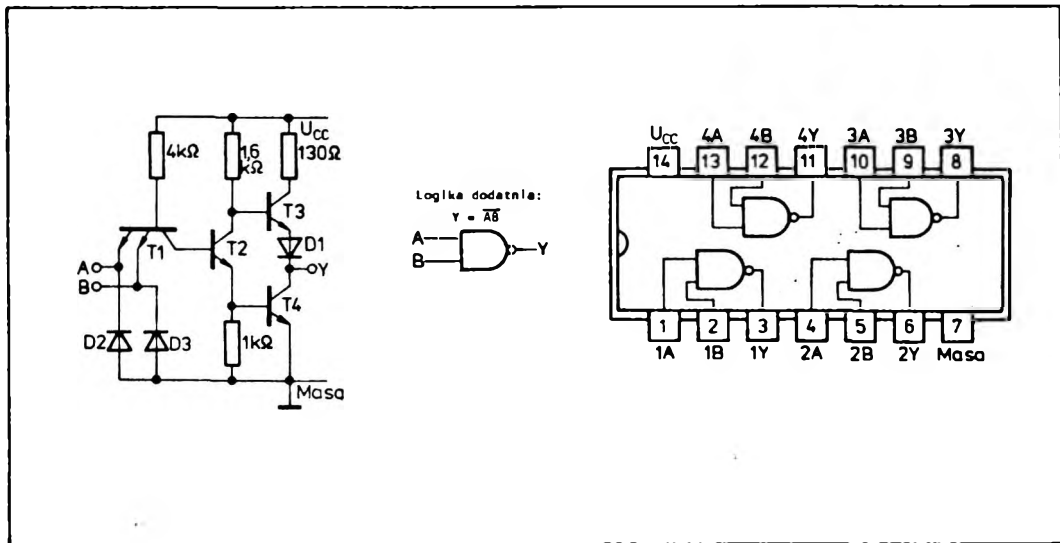 U_CC
4kΩ
1,6 kΩ
130Ω
T3
T1
T2
D1
A
Y
B
T4
D2
D3
1kΩ
Masa
Logika dodatnia:
Y = \overline{AB}
A
B
Y
U_CC 4A 4B 4Y 3A 3B 3Y
14 13 12 11 10 9 8
1 2 3 4 5 6 7
1A 1B 1Y 2A 2B 2Y Masa